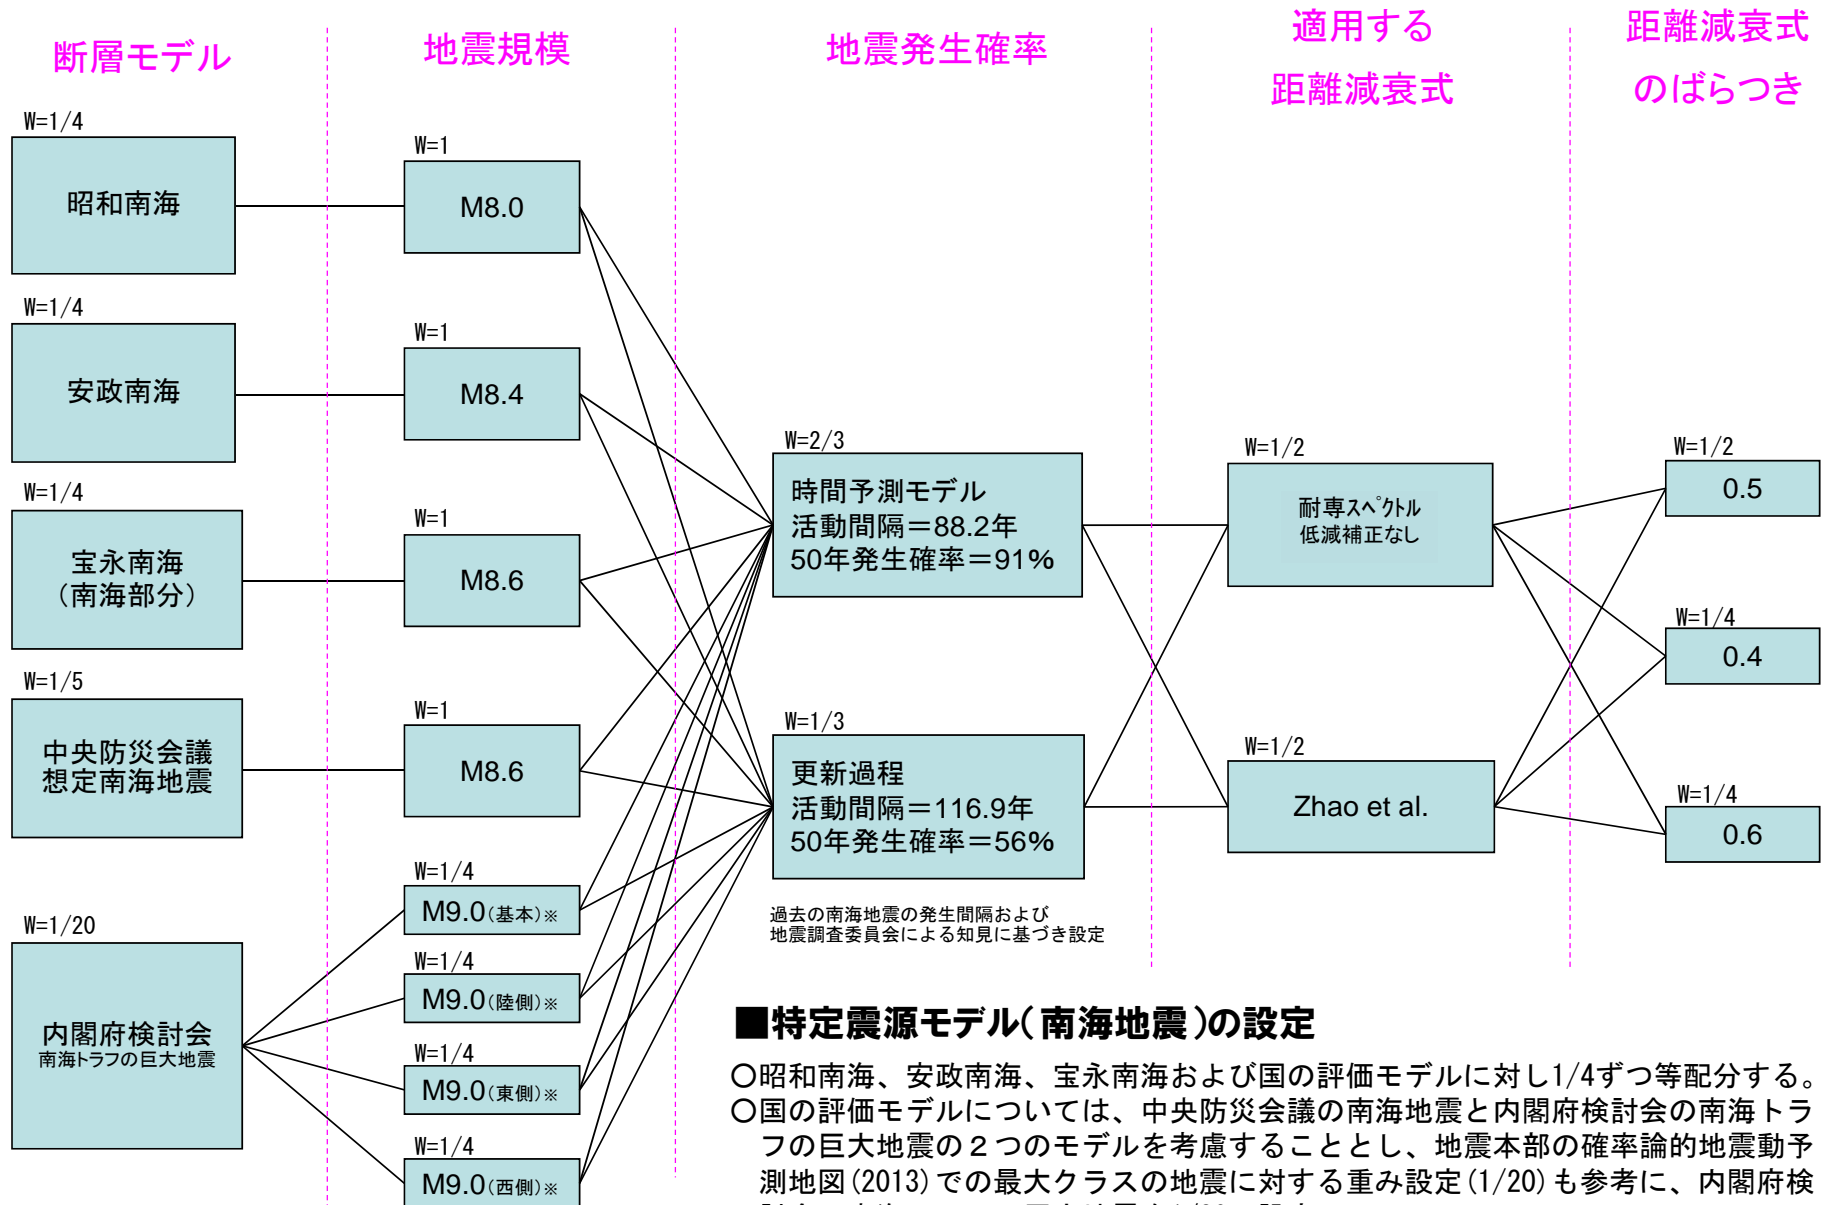 断層モデル
地震規模
地震発生確率
適用する
距離減衰式
距離減衰式
のばらつき
W=1/4
昭和南海
W=1/4
安政南海
W=1/4
宝永南海
（南海部分）
W=1/5
中央防災会議
想定南海地震
W=1/20
内閣府検討会
南海トラフの巨大地震
W=1
M8.0
W=1
M8.4
W=1
M8.6
W=1
M8.6
W=1/4
M9.0（基本）※
W=1/4
M9.0（陸側）※
W=1/4
M9.0（東側）※
W=1/4
M9.0（西側）※
W=2/3
時間予測モデル
活動間隔＝88.2年
50年発生確率＝91%
W=1/3
更新過程
活動間隔＝116.9年
50年発生確率＝56%
過去の南海地震の発生間隔および
地震調査委員会による知見に基づき設定
W=1/2
耐専スペクトル
低減補正なし
W=1/2
Zhao et al.
W=1/2
0.5
W=1/4
0.4
W=1/4
0.6
■特定震源モデル（南海地震）の設定
○昭和南海、安政南海、宝永南海および国の評価モデルに対し1/4ずつ等配分する。
○国の評価モデルについては、中央防災会議の南海地震と内閣府検討会の南海トラ
フの巨大地震の２つのモデルを考慮することとし、地震本部の確率論的地震動予
測地図(2013)での最大クラスの地震に対する重み設定(1/20)も参考に、内閣府検